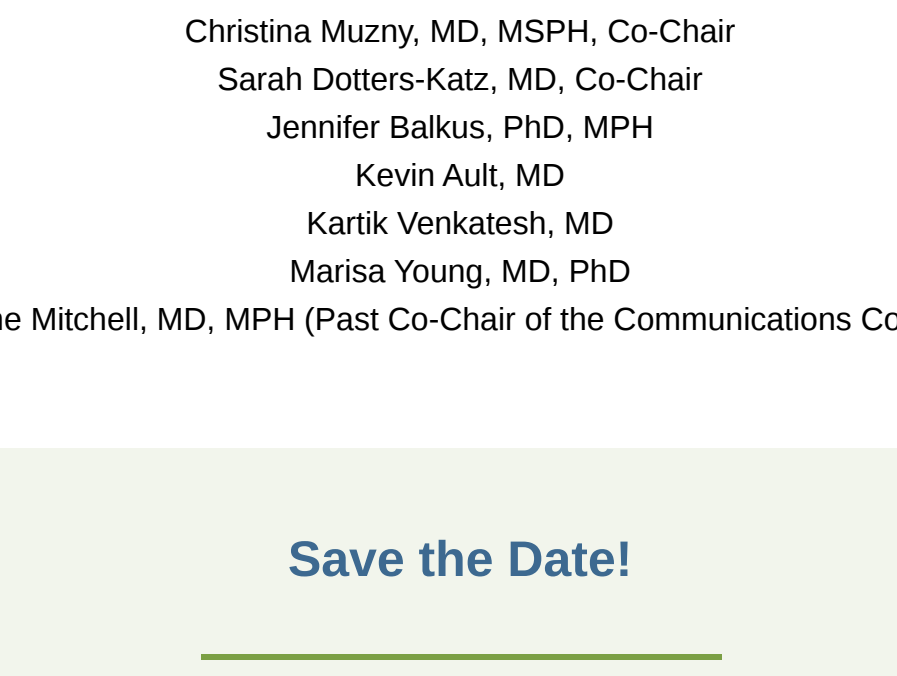 Christina Muzny, MD, MSPH, Co-Chair
Sarah Dotters-Katz, MD, Co-Chair
Jennifer Balkus, PhD, MPH
Kevin Ault, MD
Kartik Venkatesh, MD
Marisa Young, MD, PhD
Mitchell, MD, MPH (Past Co-Chair of the Communications
Save the Date!